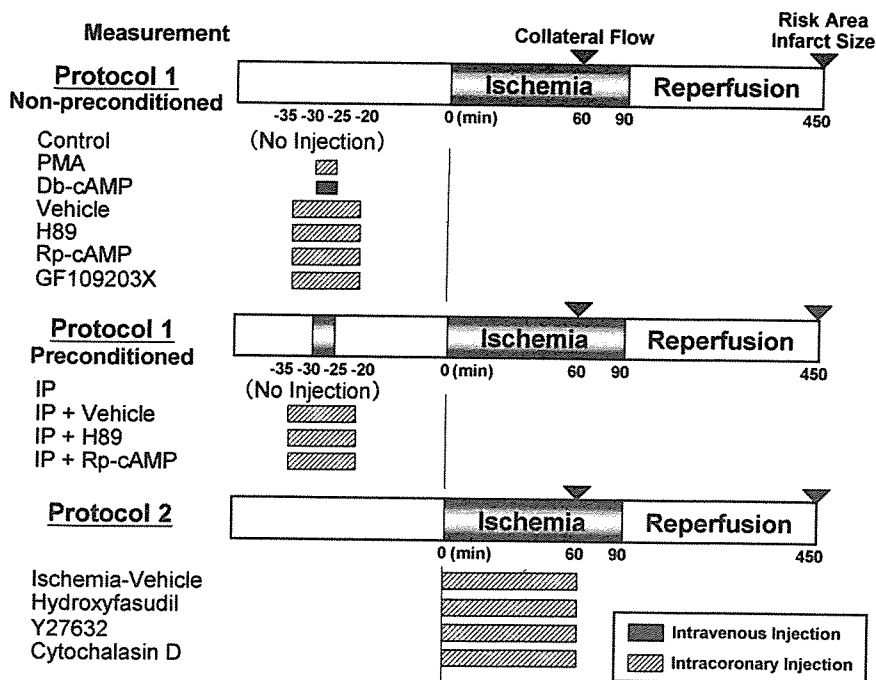 Measurement
Collateral Flow
Risk Area
Infarct Size
Protocol 1
Non-preconditioned
Ischemia
Reperfusion
-35 -30 -25 -20
0 (min)
60
90
450
Control
(No Injection)
PMA
Db-cAMP
Vehicle
H89
Rp-cAMP
GF109203X
Protocol 1
Preconditioned
Ischemia
Reperfusion
-35 -30 -25 -20
0 (min)
60
90
450
IP
(No Injection)
IP + Vehicle
IP + H89
IP + Rp-cAMP
Protocol 2
Ischemia
Reperfusion
0 (min)
60
90
450
Ischemia-Vehicle
Hydroxyfasudil
Y27632
Cytochalasin D
Intravenous Injection
Intracoronary Injection